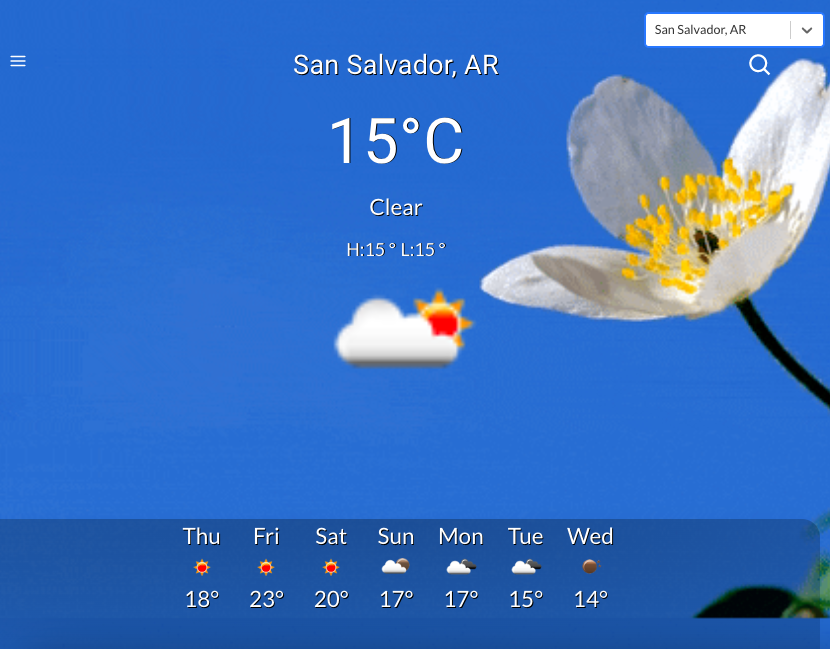 San Salvador, AR
San Salvador, AR
15°C
Clear
H:15 ° L:15 °
Thu Fri Sat Sun Mon Tue Wed
18° 23° 20° 17° 17° 15° 14°